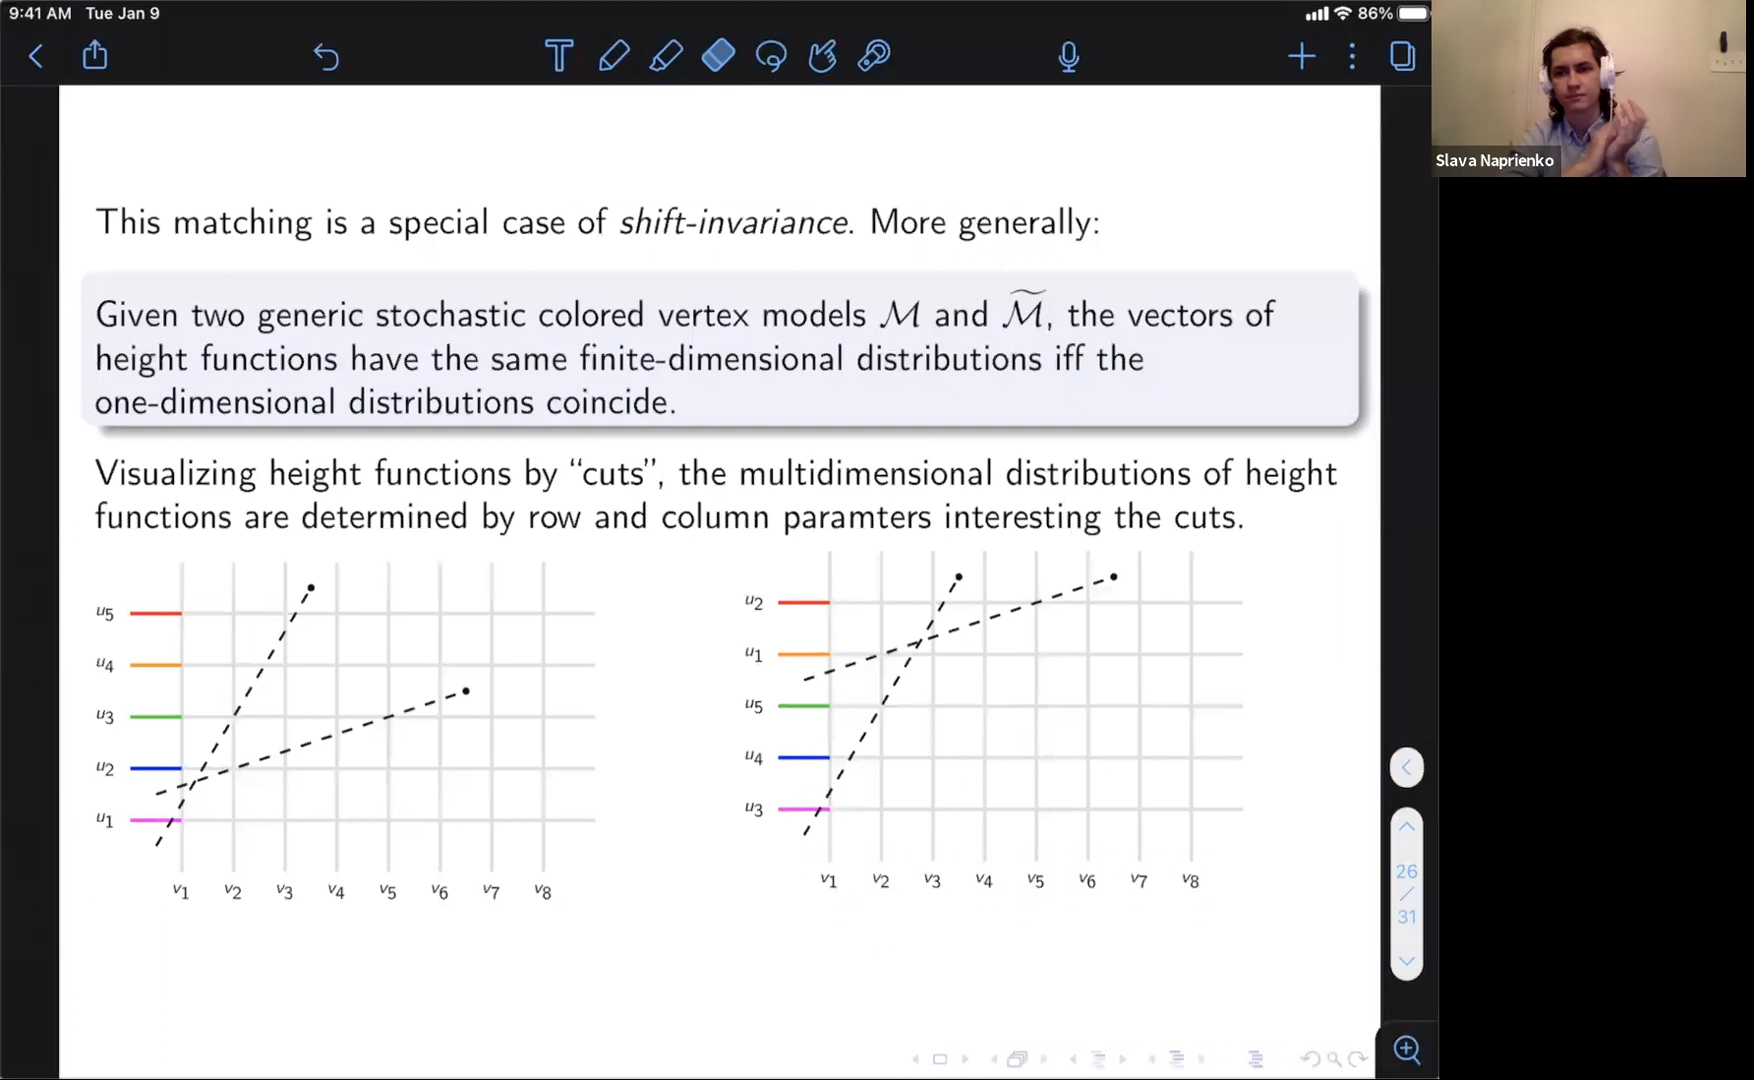 9:41 AM Tue Jan 9
86%
Slava Naprienko
This matching is a special case of shift-invariance. More generally:
Given two generic stochastic colored vertex models ℳ and ℳ̃, the vectors of
height functions have the same finite-dimensional distributions iff the
one-dimensional distributions coincide.
Visualizing height functions by “cuts”, the multidimensional distributions of height
functions are determined by row and column paramters interesting the cuts.
u5
u4
u3
u2
u1
v1 v2 v3 v4 v5 v6 v7 v8
u2
u1
u5
u4
u3
v1 v2 v3 v4 v5 v6 v7 v8
26
/
31